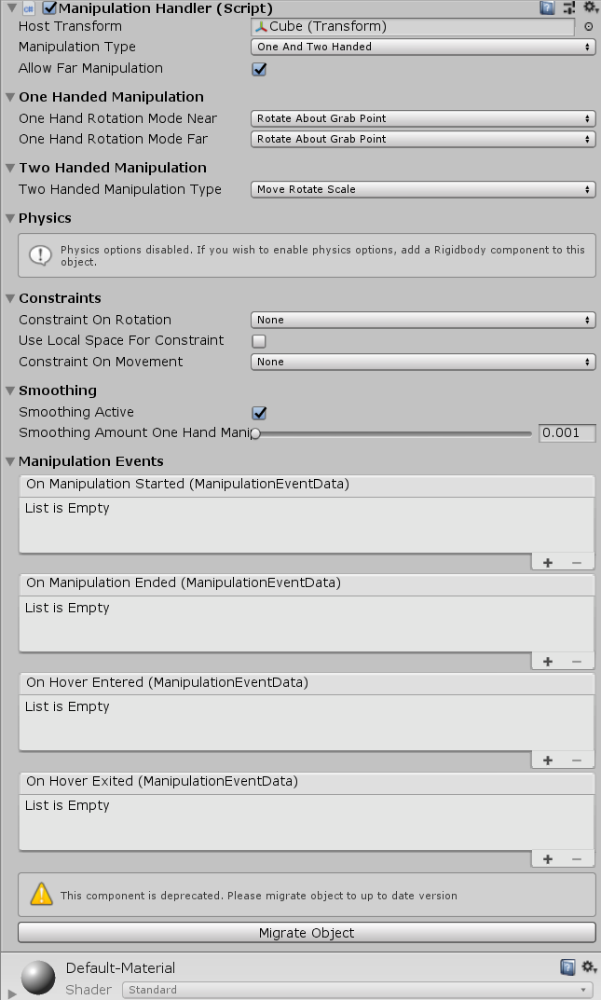 Manipulation Handler (Script)
Host Transform
Cube (Transform)
Manipulation Type
One And Two Handed
Allow Far Manipulation
One Handed Manipulation
One Hand Rotation Mode Near
Rotate About Grab Point
One Hand Rotation Mode Far
Rotate About Grab Point
Two Handed Manipulation
Two Handed Manipulation Type
Move Rotate Scale
Physics
Physics options disabled. If you wish to enable physics options, add a Rigidbody component to this
object.
Constraints
Constraint On Rotation
None
Use Local Space For Constraint
Constraint On Movement
None
Smoothing
Smoothing Active
Smoothing Amount One Hand Manip
0.001
Manipulation Events
On Manipulation Started (ManipulationEventData)
List is Empty
On Manipulation Ended (ManipulationEventData)
List is Empty
On Hover Entered (ManipulationEventData)
List is Empty
On Hover Exited (ManipulationEventData)
List is Empty
This component is deprecated. Please migrate object to up to date version
Migrate Object
Default-Material
Shader
Standard